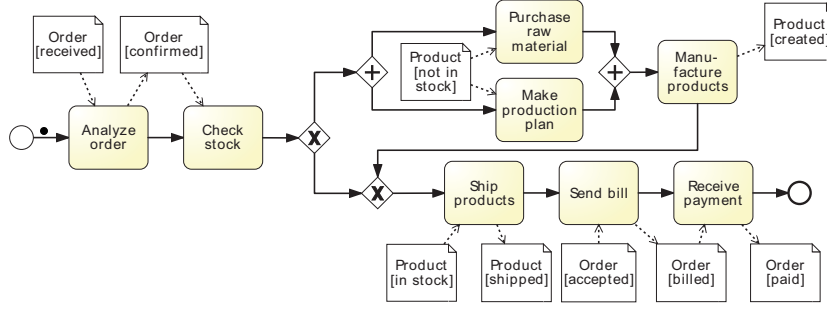 Order
[received]
Order
[confirmed]
Analyze
order
Check
stock
X
Product
[not in
stock]
Purchase
raw
material
Make
production
plan
Manu-
facture
products
Product
[created]
X
Ship
products
Send bill
Receive
payment
Product
[in stock]
Product
[shipped]
Order
[accepted]
Order
[billed]
Order
[paid]